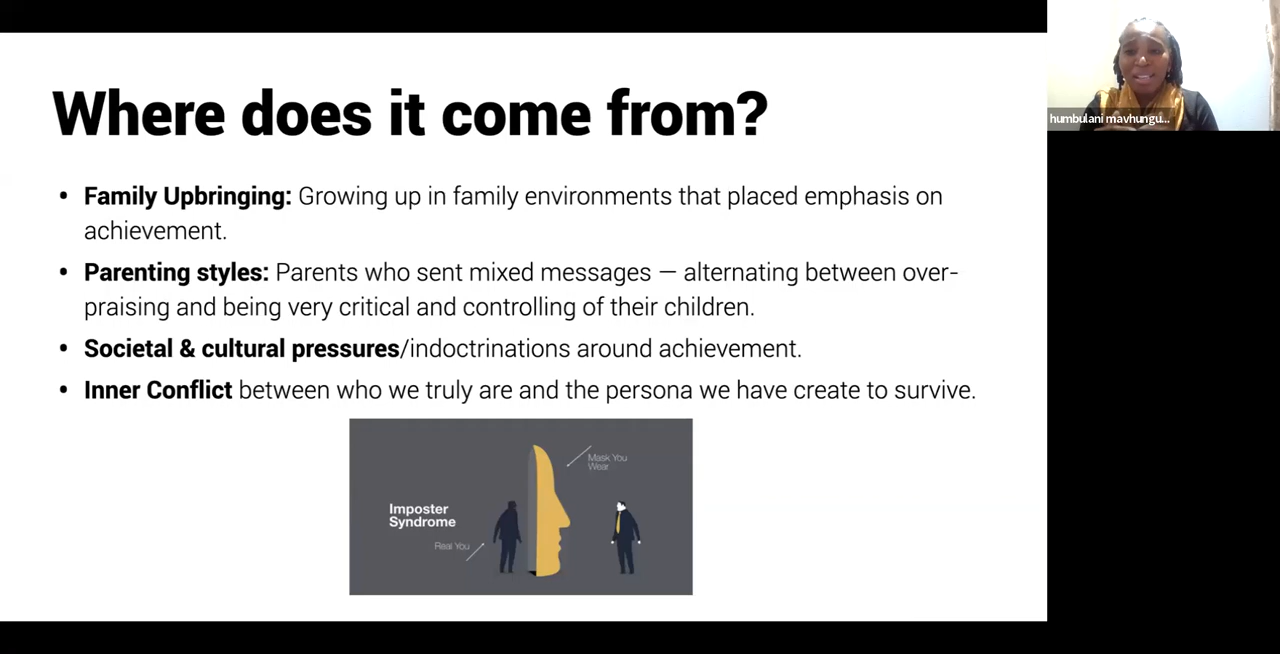 Where does it come from?
• Family Upbringing: Growing up in family environments that placed emphasis on
achievement.
• Parenting styles: Parents who sent mixed messages — alternating between over-
praising and being very critical and controlling of their children.
• Societal & cultural pressures/indoctrinations around achievement.
• Inner Conflict between who we truly are and the persona we have create to survive.
Mask You
Wear
Imposter
Syndrome
Real You
humbulani mavhungu...